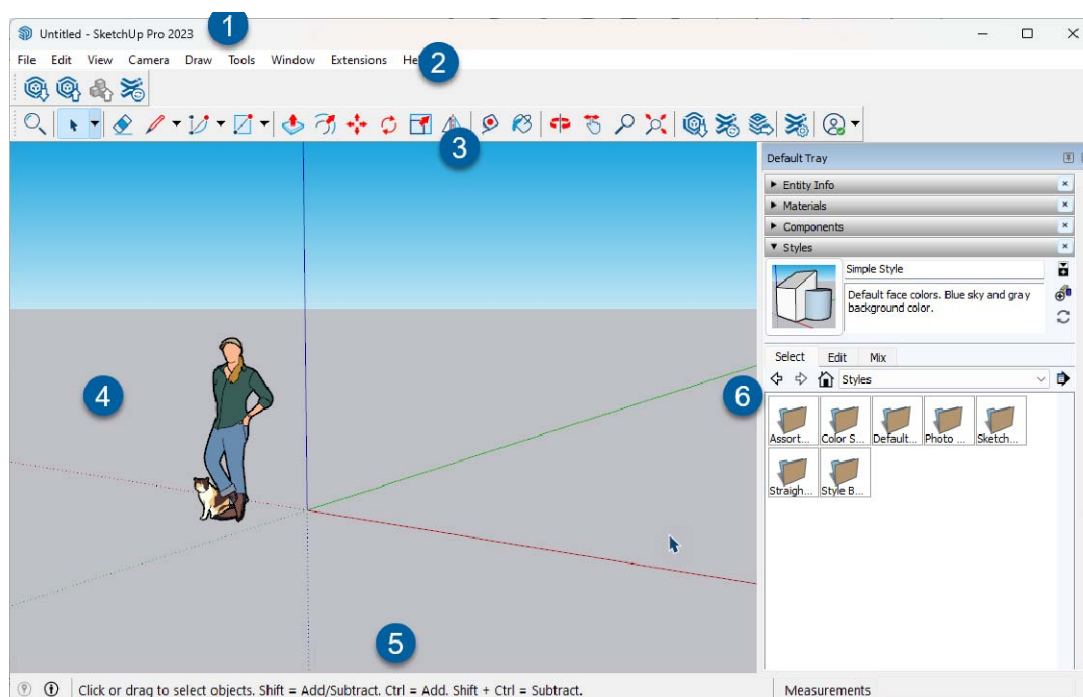 1
Untitled - SketchUp Pro 2023
File Edit View Camera Draw Tools Window Extensions He
2
3
Default Tray
Entity Info
Materials
Components
Styles
Simple Style
Default face colors. Blue sky and gray
background color.
Select Edit Mix
Styles
4
6
Assort... Color S... Default... Photo ... Sketch...
Straigh... Style B...
5
Click or drag to select objects. Shift = Add/Subtract. Ctrl = Add. Shift + Ctrl = Subtract.
Measurements